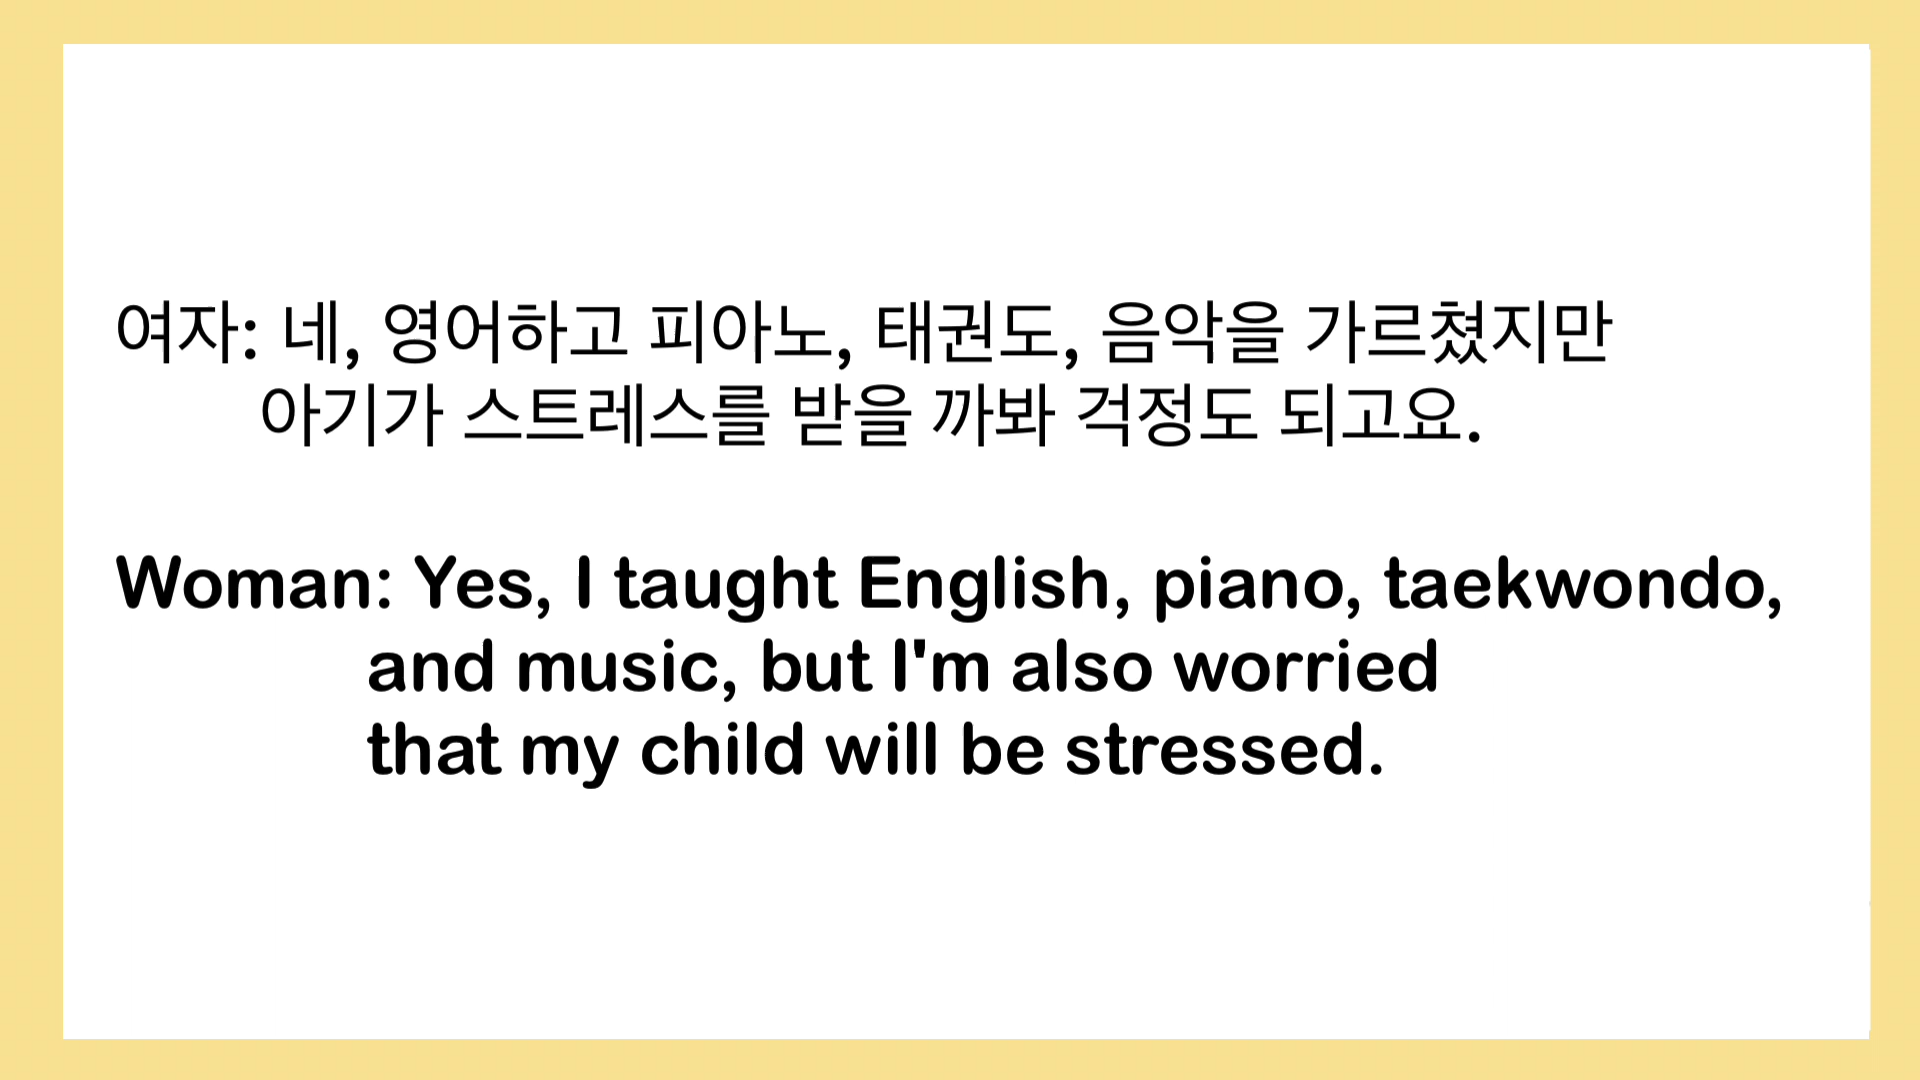 여자: 네, 영어하고 피아노, 태권도, 음악을 가르쳤지만
아기가 스트레스를 받을 까봐 걱정도 되고요.
Woman: Yes, I taught English, piano, taekwondo,
and music, but I'm also worried
that my child will be stressed.